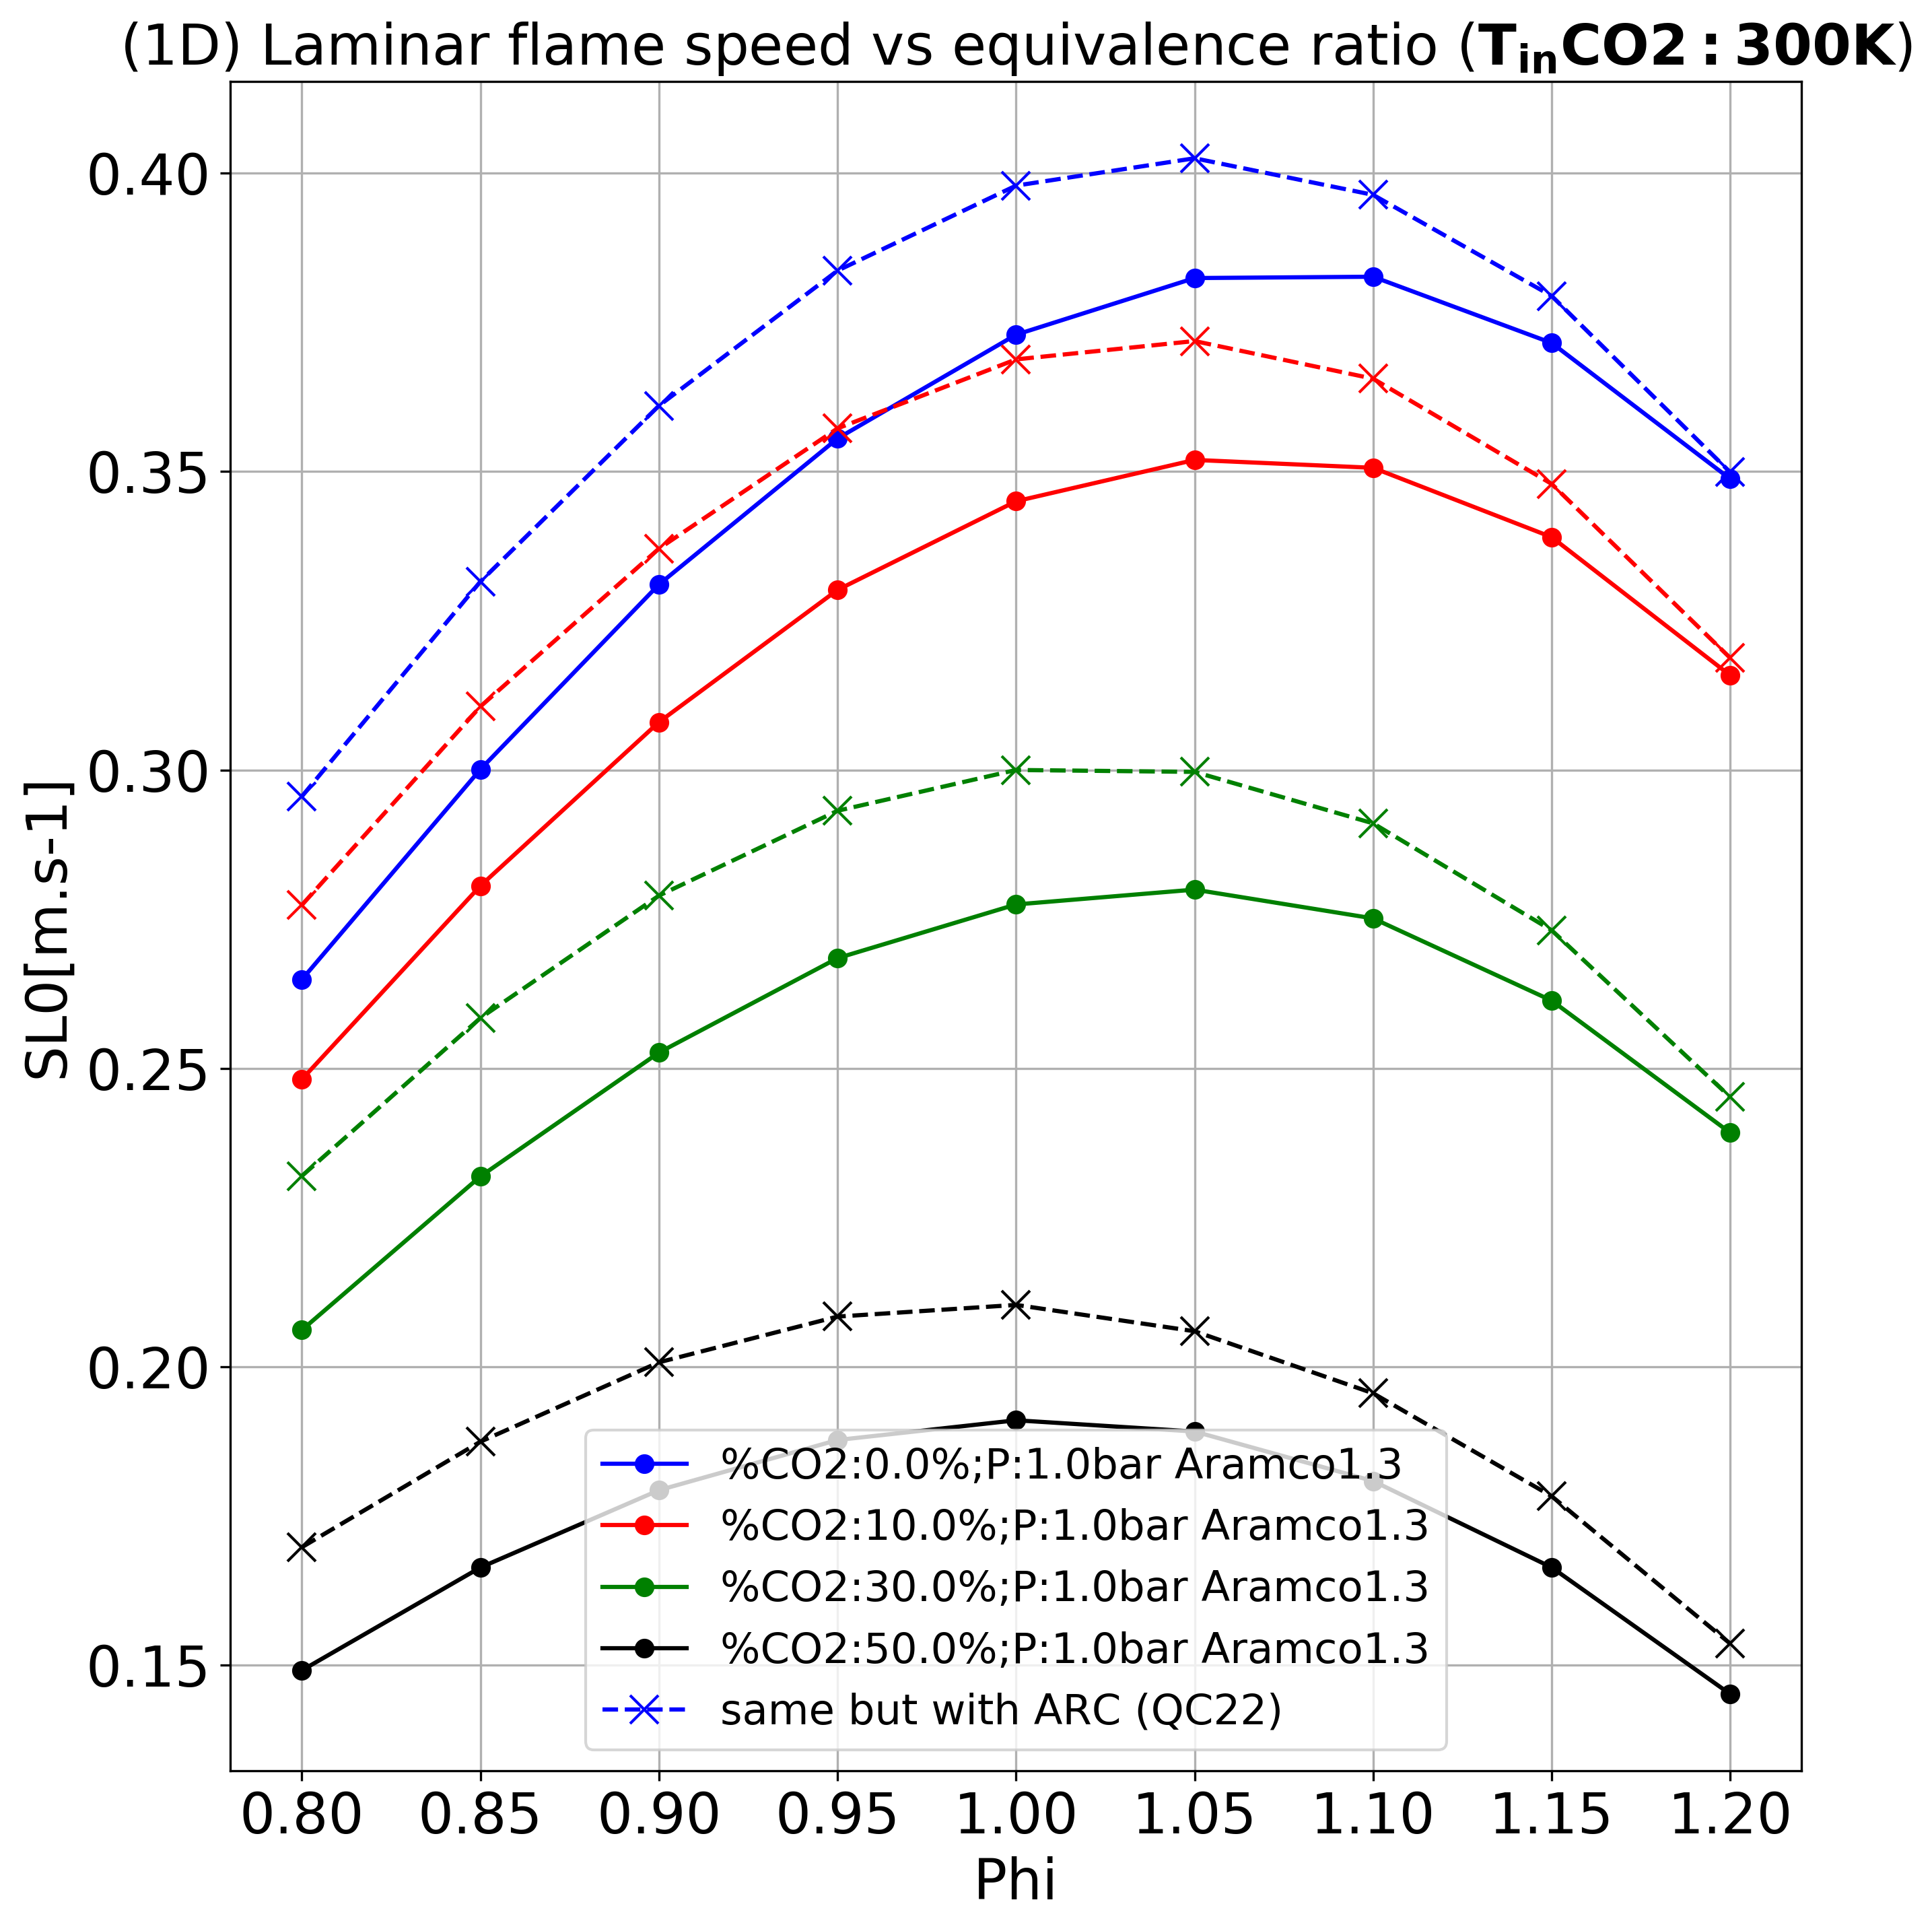 (1D) Laminar flame speed vs equivalence ratio (TinCO2 : 300K)
SL0[m.s-1]
0.40
0.35
0.30
0.25
0.20
0.15
%CO2:0.0%;P:1.0bar Aramco1.3
%CO2:10.0%;P:1.0bar Aramco1.3
%CO2:30.0%;P:1.0bar Aramco1.3
%CO2:50.0%;P:1.0bar Aramco1.3
same but with ARC (QC22)
0.80 0.85 0.90 0.95 1.00 1.05 1.10 1.15 1.20
Phi